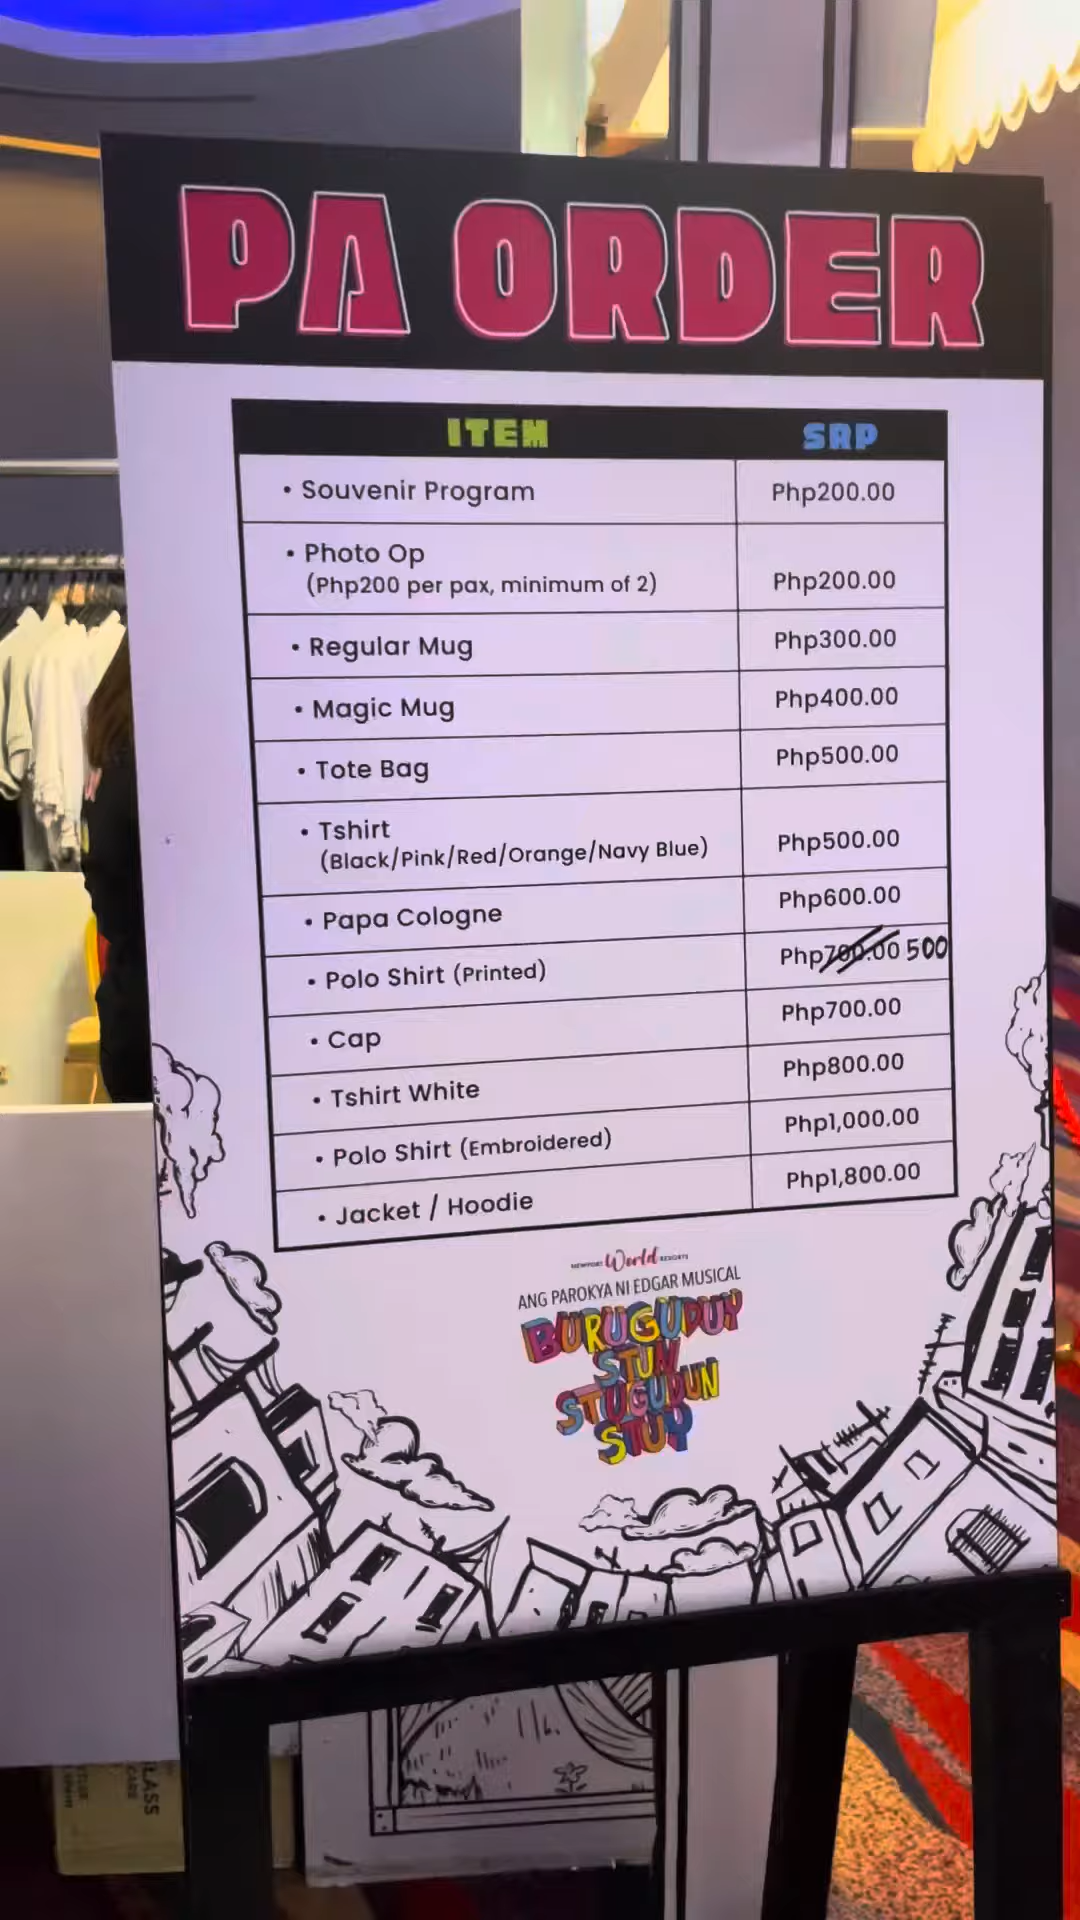 PA ORDER
ITEM SRP
• Souvenir Program Php200.00
• Photo Op
(Php200 per pax, minimum of 2) Php200.00
• Regular Mug Php300.00
• Magic Mug Php400.00
• Tote Bag Php500.00
• Tshirt
(Black/Pink/Red/Orange/Navy Blue) Php500.00
• Papa Cologne Php600.00
• Polo Shirt (Printed) Php700.00 500
• Cap Php700.00
• Tshirt White Php800.00
• Polo Shirt (Embroidered) Php1,000.00
• Jacket / Hoodie Php1,800.00
NEWPORT World RESORTS
ANG PAROKYA NI EDGAR MUSICAL
BURUGUDUY
STUN
STUGUDUN
STUY